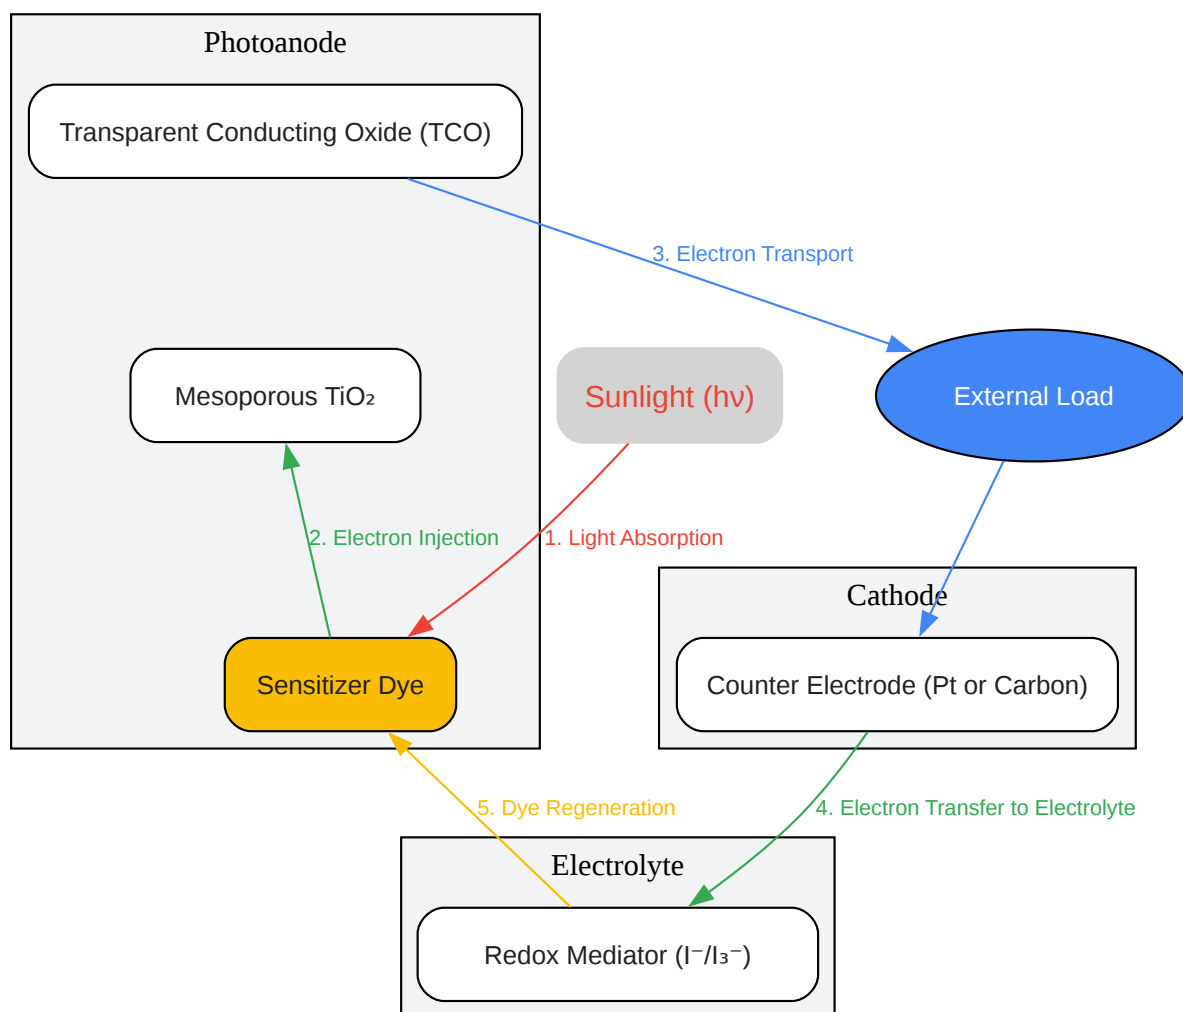 Photoanode
Transparent Conducting Oxide (TCO)
3. Electron Transport
Mesoporous TiO₂
Sunlight (hν)
External Load
2. Electron Injection
1. Light Absorption
Cathode
Sensitizer Dye
Counter Electrode (Pt or Carbon)
5. Dye Regeneration
4. Electron Transfer to Electrolyte
Electrolyte
Redox Mediator (I⁻/I₃⁻)